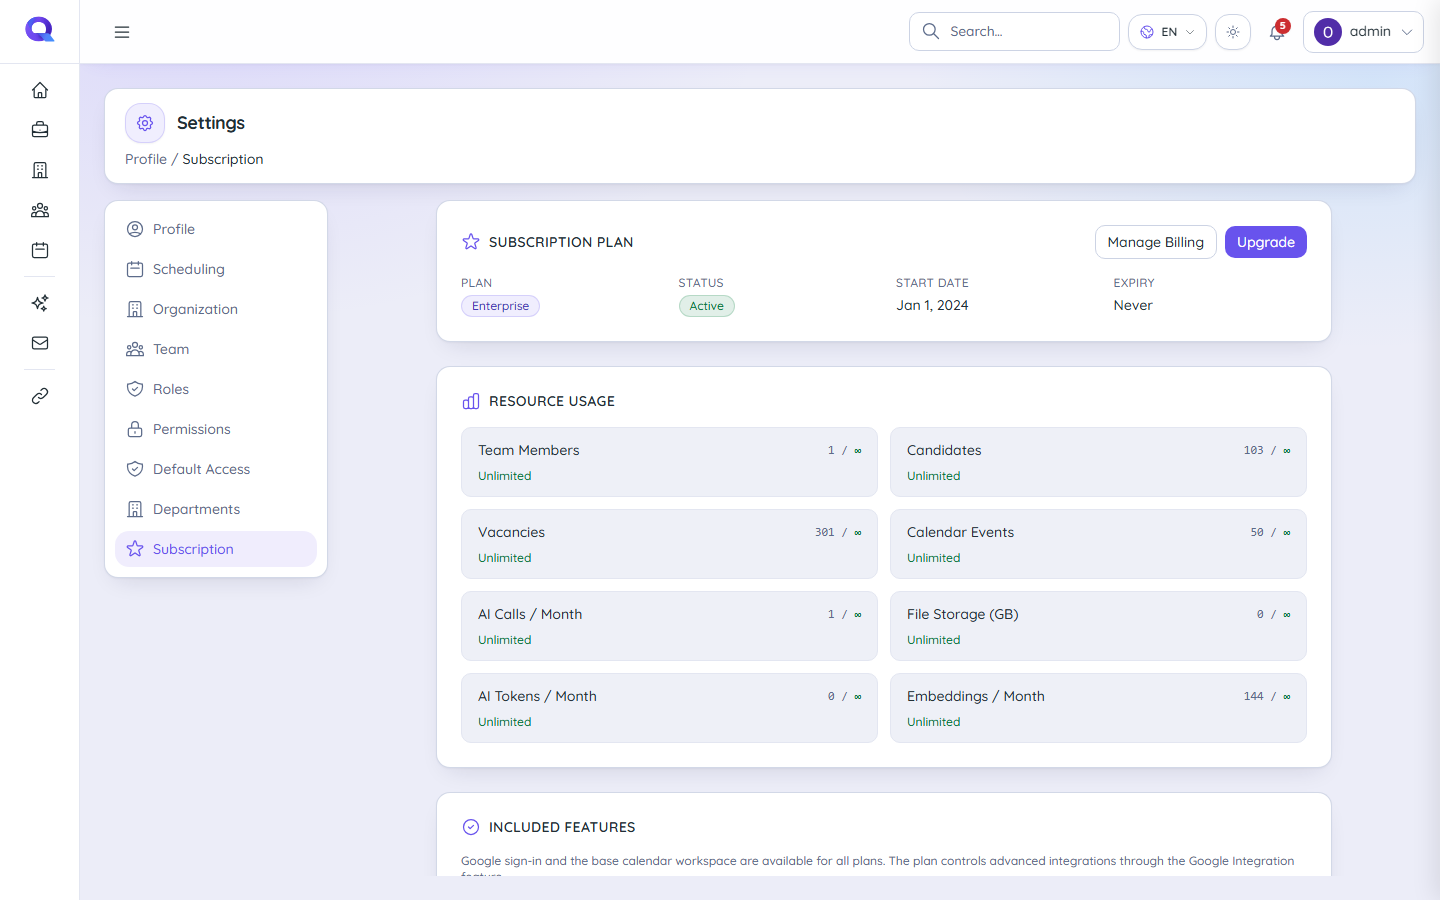 Search...
EN
5
O
admin
Settings
Profile / Subscription
Profile
Scheduling
Organization
Team
Roles
Permissions
Default Access
Departments
Subscription
SUBSCRIPTION PLAN
Manage Billing
Upgrade
PLAN
STATUS
START DATE
EXPIRY
Enterprise
Active
Jan 1, 2024
Never
RESOURCE USAGE
Team Members
1 / ∞
Unlimited
Candidates
103 / ∞
Unlimited
Vacancies
301 / ∞
Unlimited
Calendar Events
50 / ∞
Unlimited
AI Calls / Month
1 / ∞
Unlimited
File Storage (GB)
0 / ∞
Unlimited
AI Tokens / Month
0 / ∞
Unlimited
Embeddings / Month
144 / ∞
Unlimited
INCLUDED FEATURES
Google sign-in and the base calendar workspace are available for all plans. The plan controls advanced integrations through the Google Integration